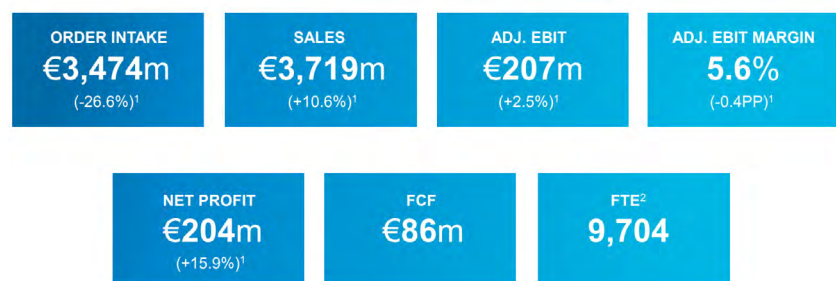 ORDER INTAKE
€3,474m
(-26.6%)¹
SALES
€3,719m
(+10.6%)¹
ADJ. EBIT
€207m
(+2.5%)¹
ADJ. EBIT MARGIN
5.6%
(-0.4PP)¹
NET PROFIT
€204m
(+15.9%)¹
FCF
€86m
FTE²
9,704